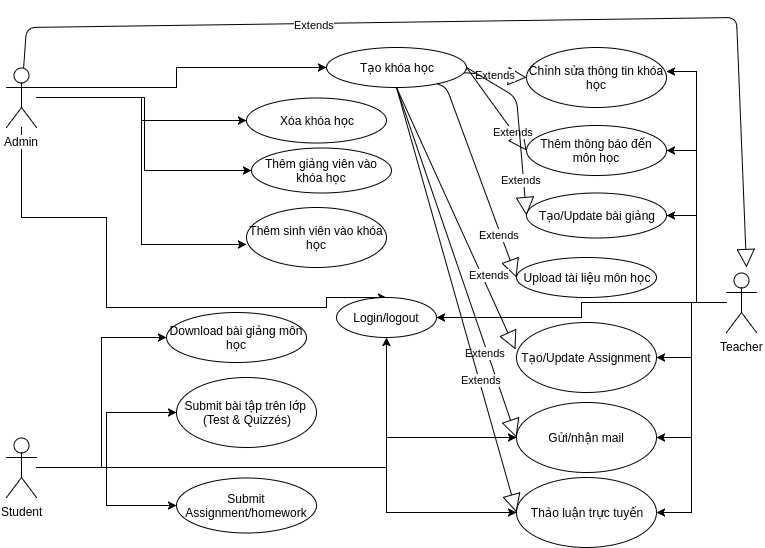 Extends
Tạo khóa học
Extends
Chỉnh sửa thông tin khóa
học
Admin
Xóa khóa học
Extends
Thêm thông báo đến
môn học
Thêm giảng viên vào
khóa học
Extends
Tạo/Update bài giảng
Thêm sinh viên vào khóa
học
Extends
Extends
Upload tài liệu môn học
Login/logout
Download bài giảng môn
học
Teacher
Extends
Tạo/Update Assignment
Extends
Submit bài tập trên lớp
(Test & Quizzés)
Gửi/nhận mail
Student
Submit
Assignment/homework
Thảo luận trực tuyến